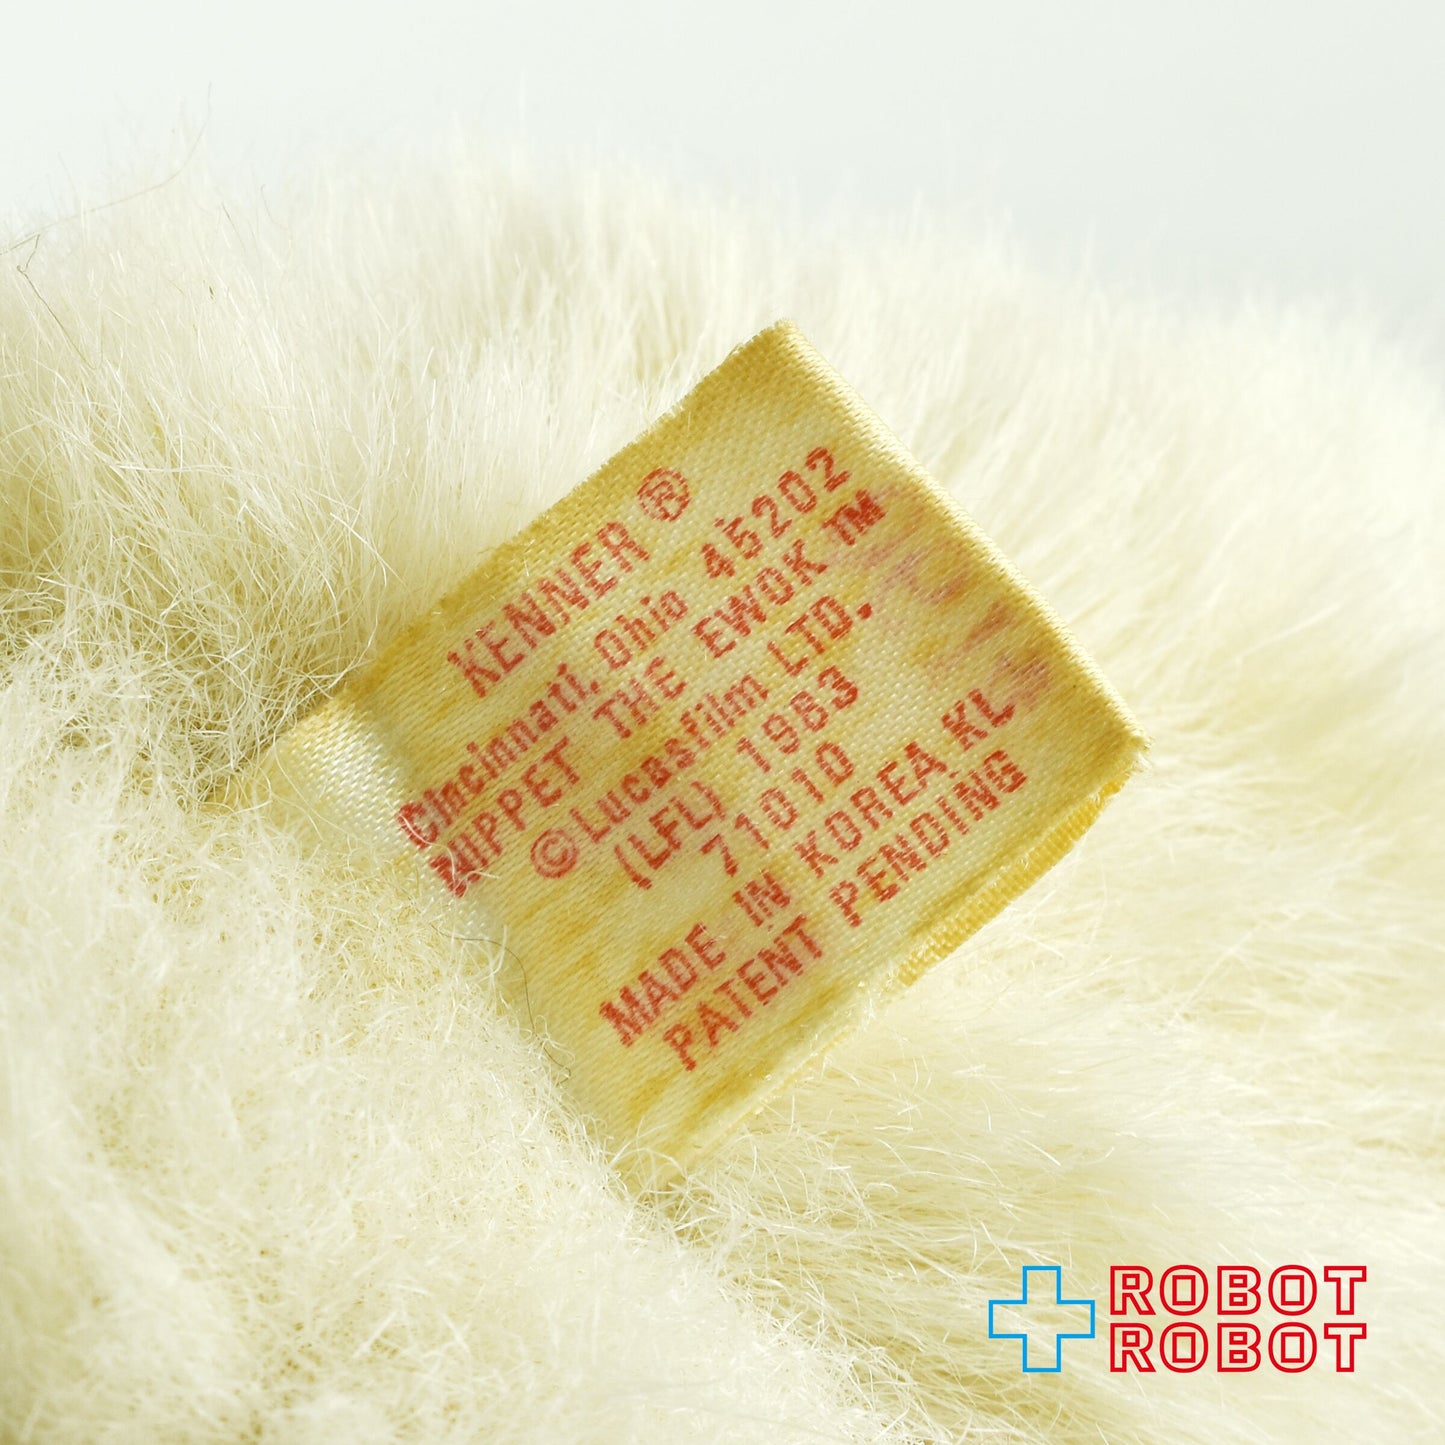 KENNER ®
Cincinnati, Ohio 45202
NIPPET THE EWOK TM
©Lucasfilm LTD.
(LFL) 1983
71010
MADE IN KOREA KL
PATENT PENDING
ROBOT
ROBOT